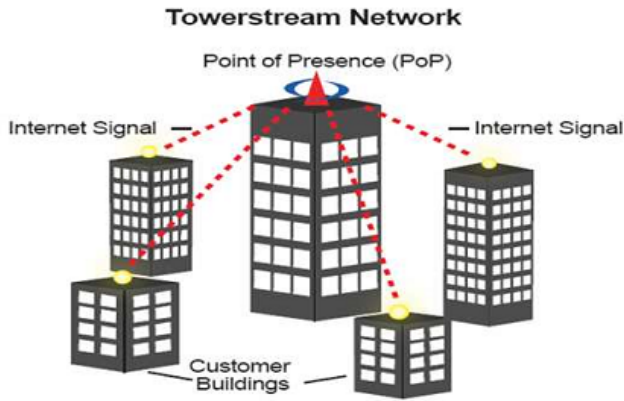 Towerstream Network
Point of Presence (PoP)
Internet Signal
Internet Signal
Customer
Buildings